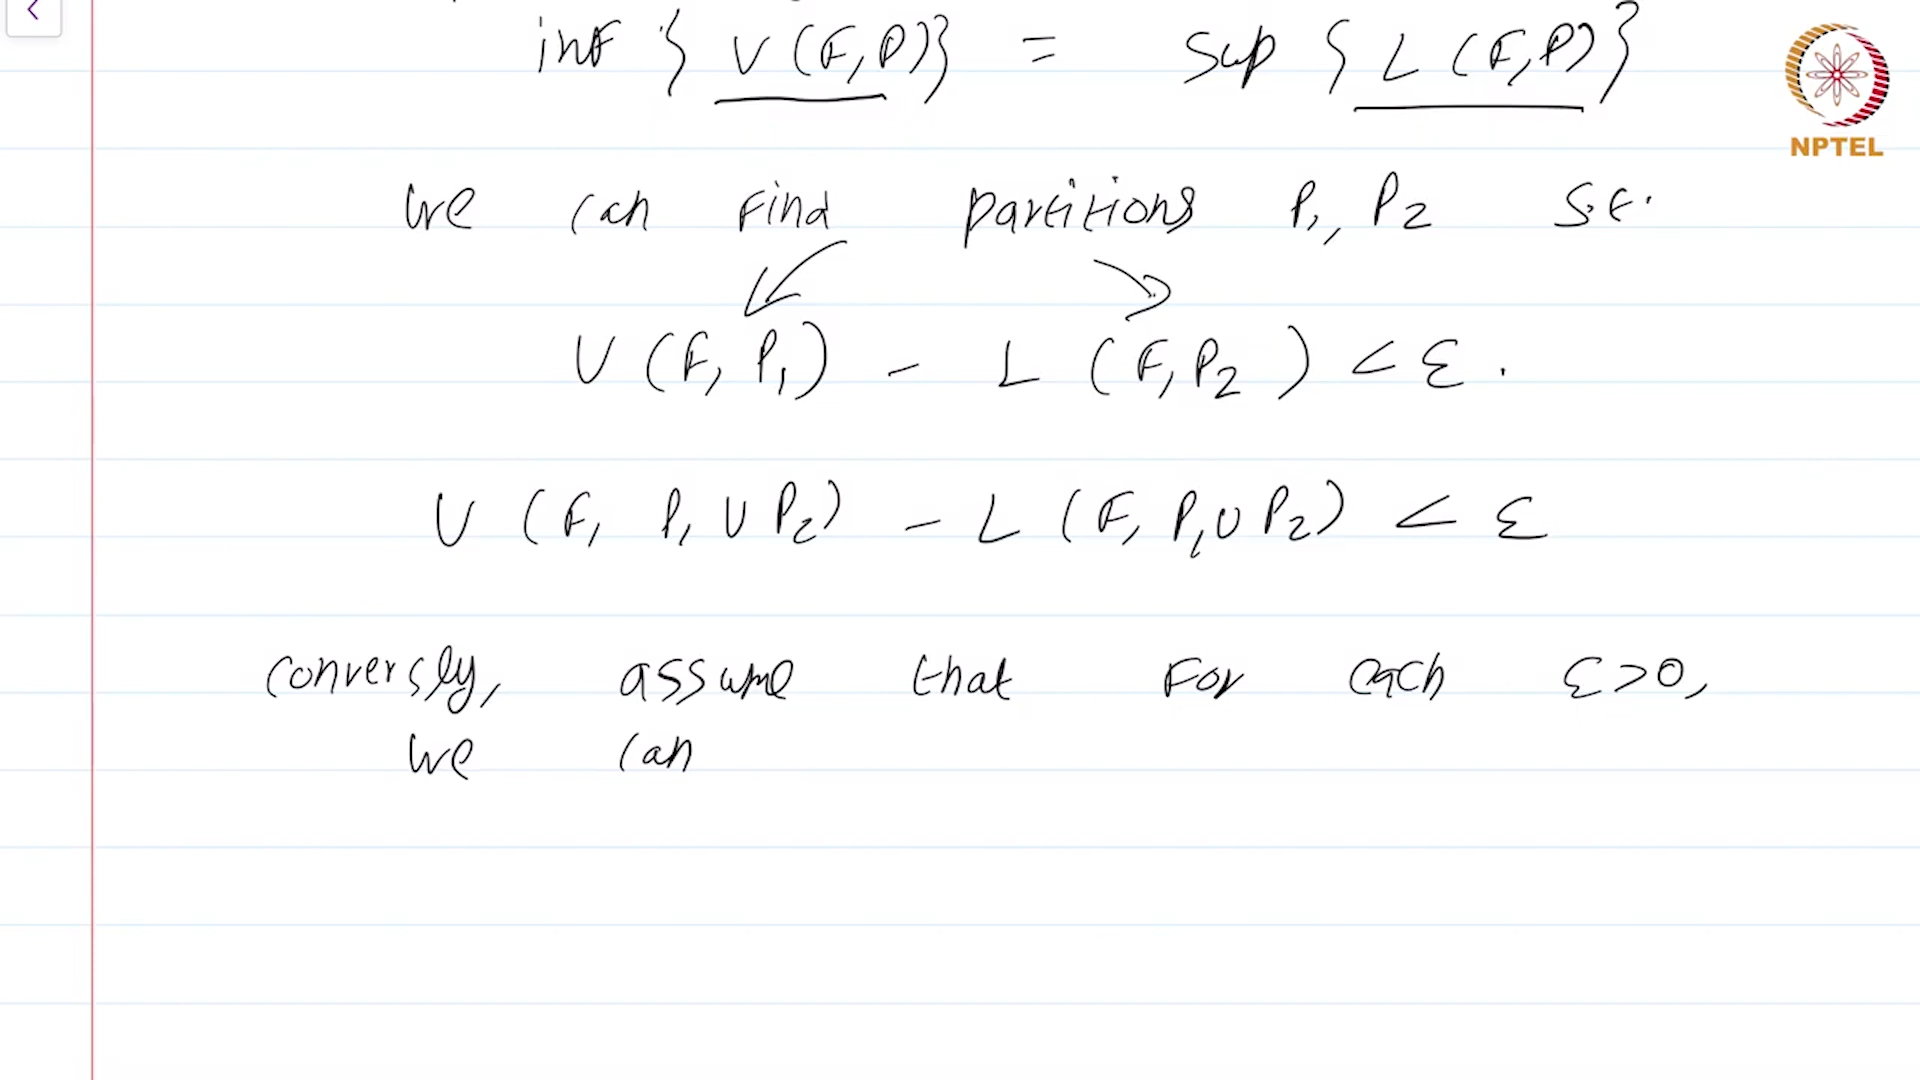 inf { U (F,P)} = sup { L (F,P) }
NPTEL
we can find partitions P1, P2 s.t.
U (F, P1) - L (F, P2) < ε.
U (F, P1 ∪ P2) - L (F, P1 ∪ P2) < ε
conversly, assume that for each ε>0,
we can